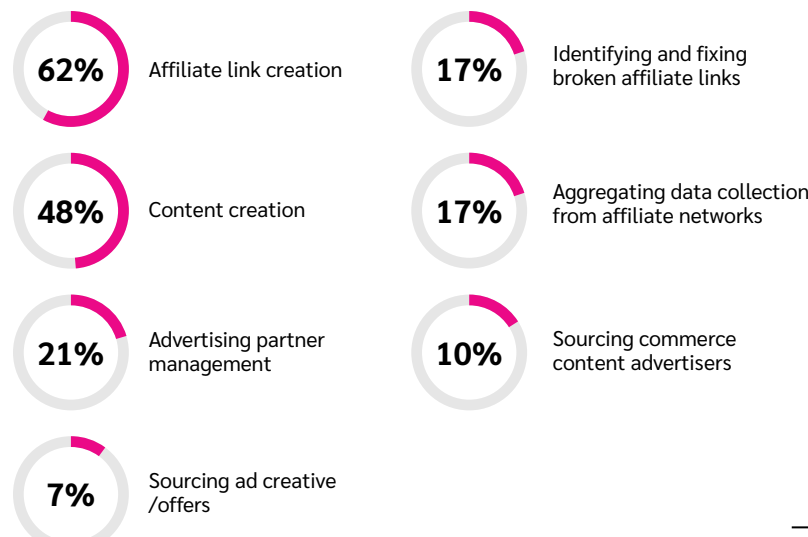 62%
Affiliate link creation
48%
Content creation
21%
Advertising partner
management
7%
Sourcing ad creative
/offers
17%
Identifying and fixing
broken affiliate links
17%
Aggregating data collection
from affiliate networks
10%
Sourcing commerce
content advertisers